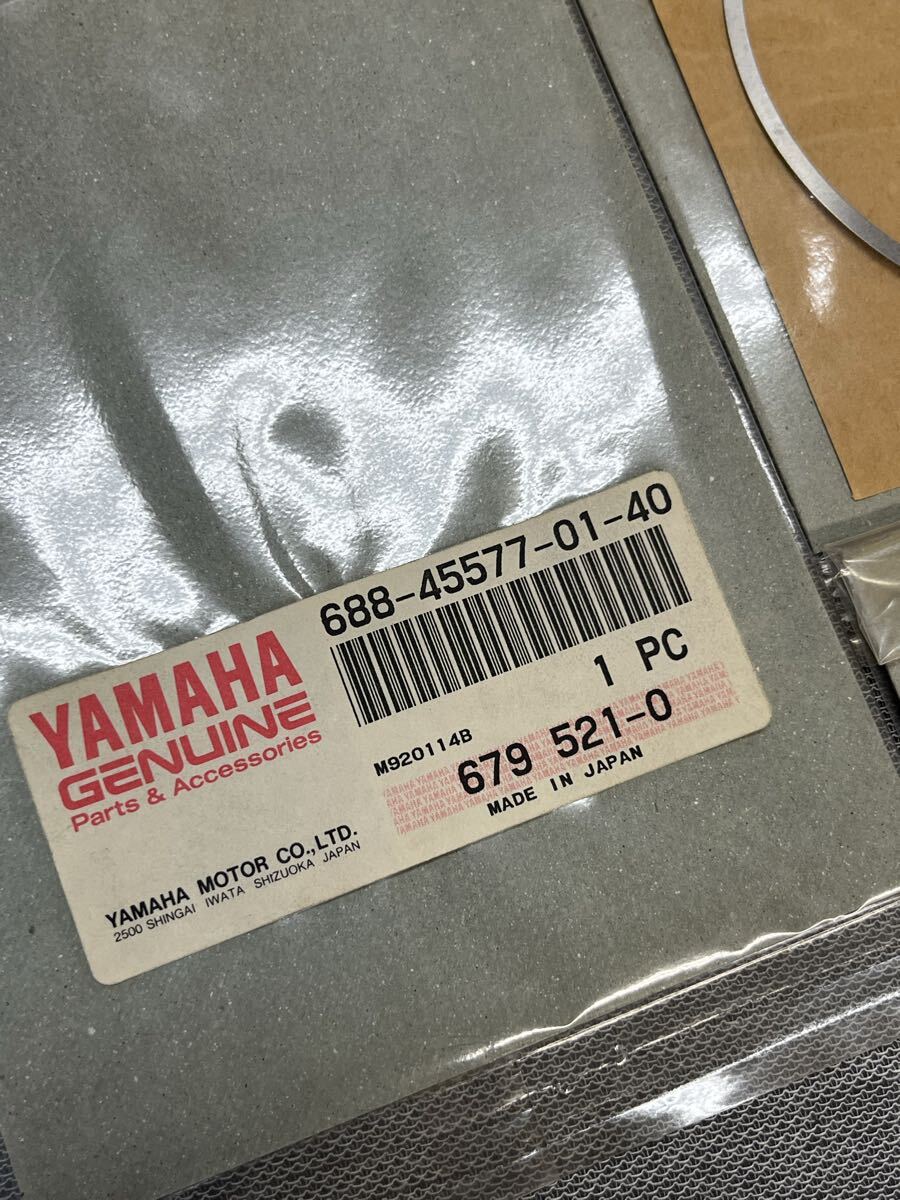 688-45577-01-40
YAMAHA
GENUINE
Parts & Accessories
1 PC
M920114B
679 521-0
MADE IN JAPAN
YAMAHA MOTOR CO.,LTD.
2500 SHINGAI IWATA SHIZUOKA JAPAN